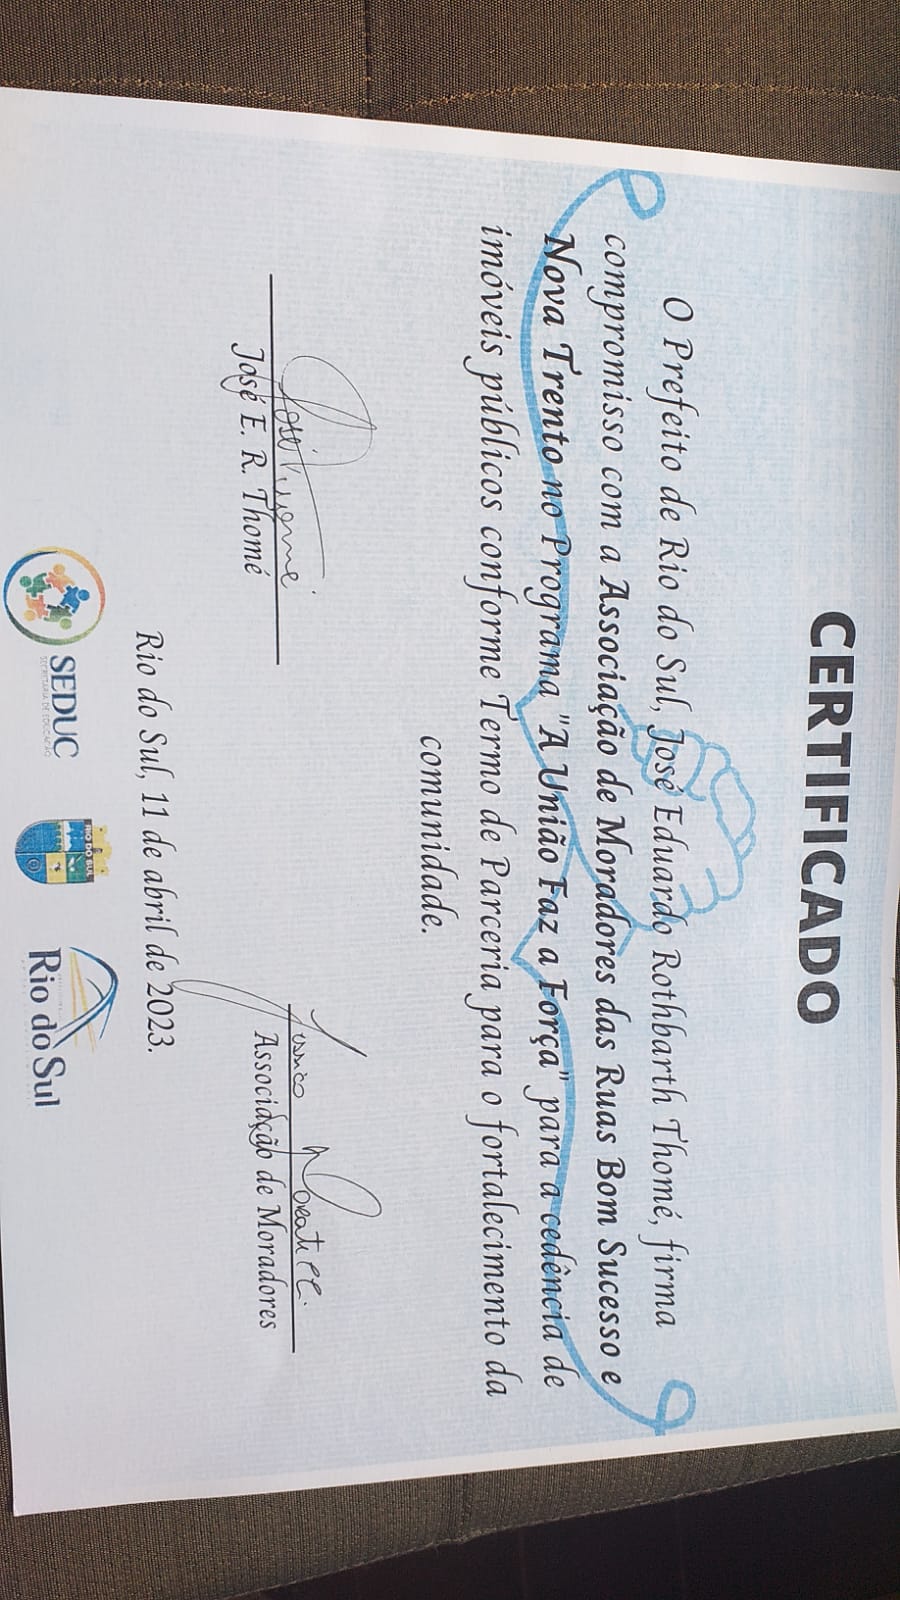 CERTIFICADO
O Prefeito de Rio do Sul, José Eduardo Rothbarth Thomé, firma
compromisso com a Associação de Moradores das Ruas Bom Sucesso e
Nova Trento no Programa "A União Faz a Força" para a cedência de
imóveis públicos conforme Termo de Parceria para o fortalecimento da
comunidade.
José Thomé
José E. R. Thomé
Associação de Moradores
Rio do Sul, 11 de abril de 2023.
SEDUC
SECRETARIA DE EDUCAÇÃO
RIO DO SUL
Rio do Sul